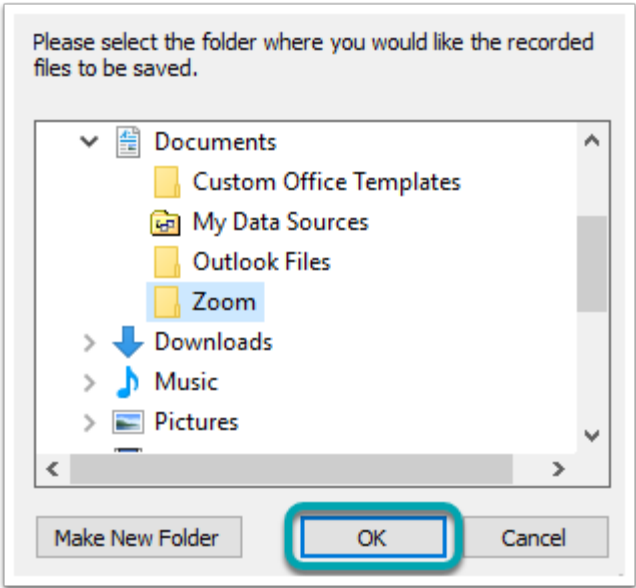 Please select the folder where you would like the recorded
files to be saved.
Documents
Custom Office Templates
My Data Sources
Outlook Files
Zoom
Downloads
Music
Pictures
Make New Folder
OK
Cancel